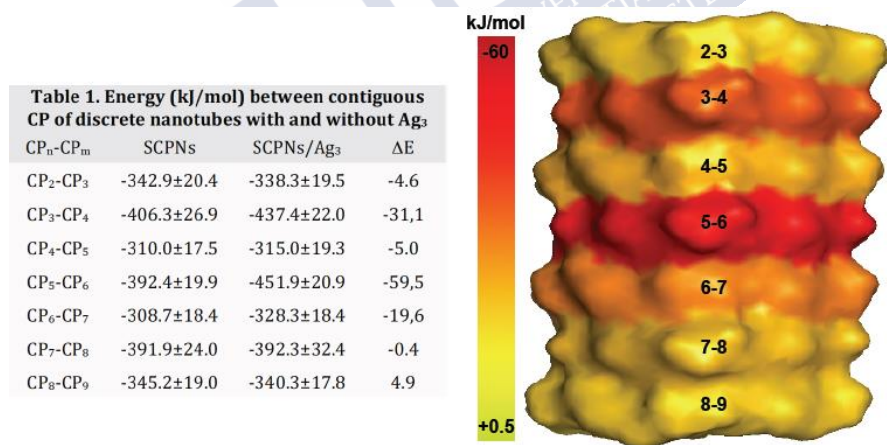 Table 1. Energy (kJ/mol) between contiguous
CP of discrete nanotubes with and without Ag₃
CPₙ-CPₘ SCPNs SCPNs/Ag₃ ΔE
CP₂-CP₃ -342.9±20.4 -338.3±19.5 -4.6
CP₃-CP₄ -406.3±26.9 -437.4±22.0 -31,1
CP₄-CP₅ -310.0±17.5 -315.0±19.3 -5.0
CP₅-CP₆ -392.4±19.9 -451.9±20.9 -59,5
CP₆-CP₇ -308.7±18.4 -328.3±18.4 -19,6
CP₇-CP₈ -391.9±24.0 -392.3±32.4 -0.4
CP₈-CP₉ -345.2±19.0 -340.3±17.8 4.9
kJ/mol
-60
+0.5
2-3
3-4
4-5
5-6
6-7
7-8
8-9